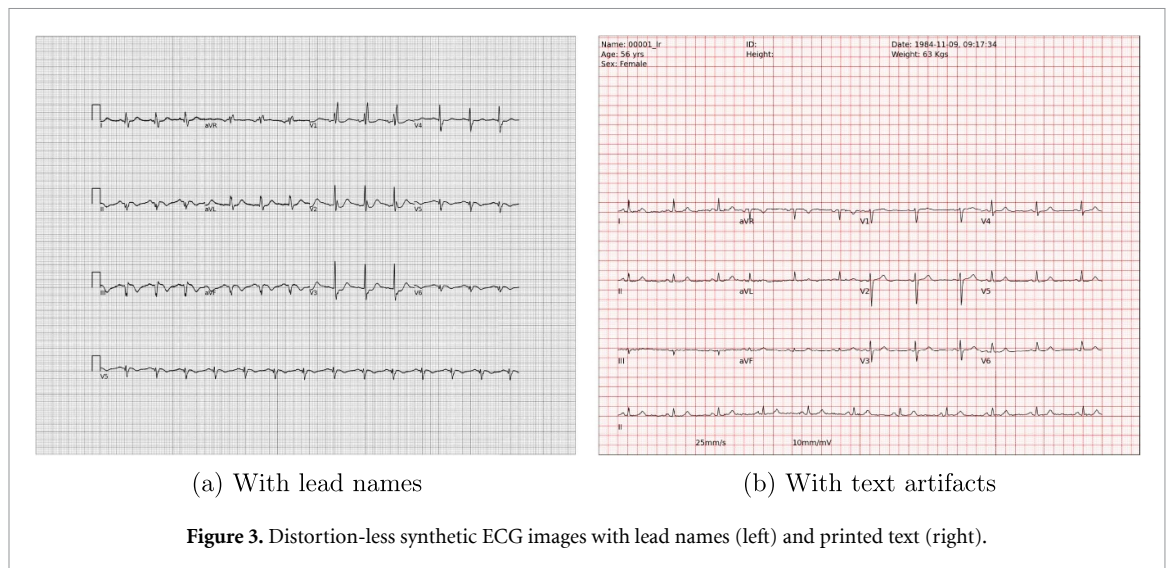 I aVR V1 V4
II aVL V2 V5
III aVF V3 V6
V5
Name: 00001_lr ID: Date: 1984-11-09, 09:17:34
Age: 56 yrs Height: Weight: 63 Kgs
Sex: Female
I aVR V1 V4
II aVL V2 V5
III aVF V3 V6
II
25mm/s 10mm/mV
(a) With lead names
(b) With text artifacts
Figure 3. Distortion-less synthetic ECG images with lead names (left) and printed text (right).